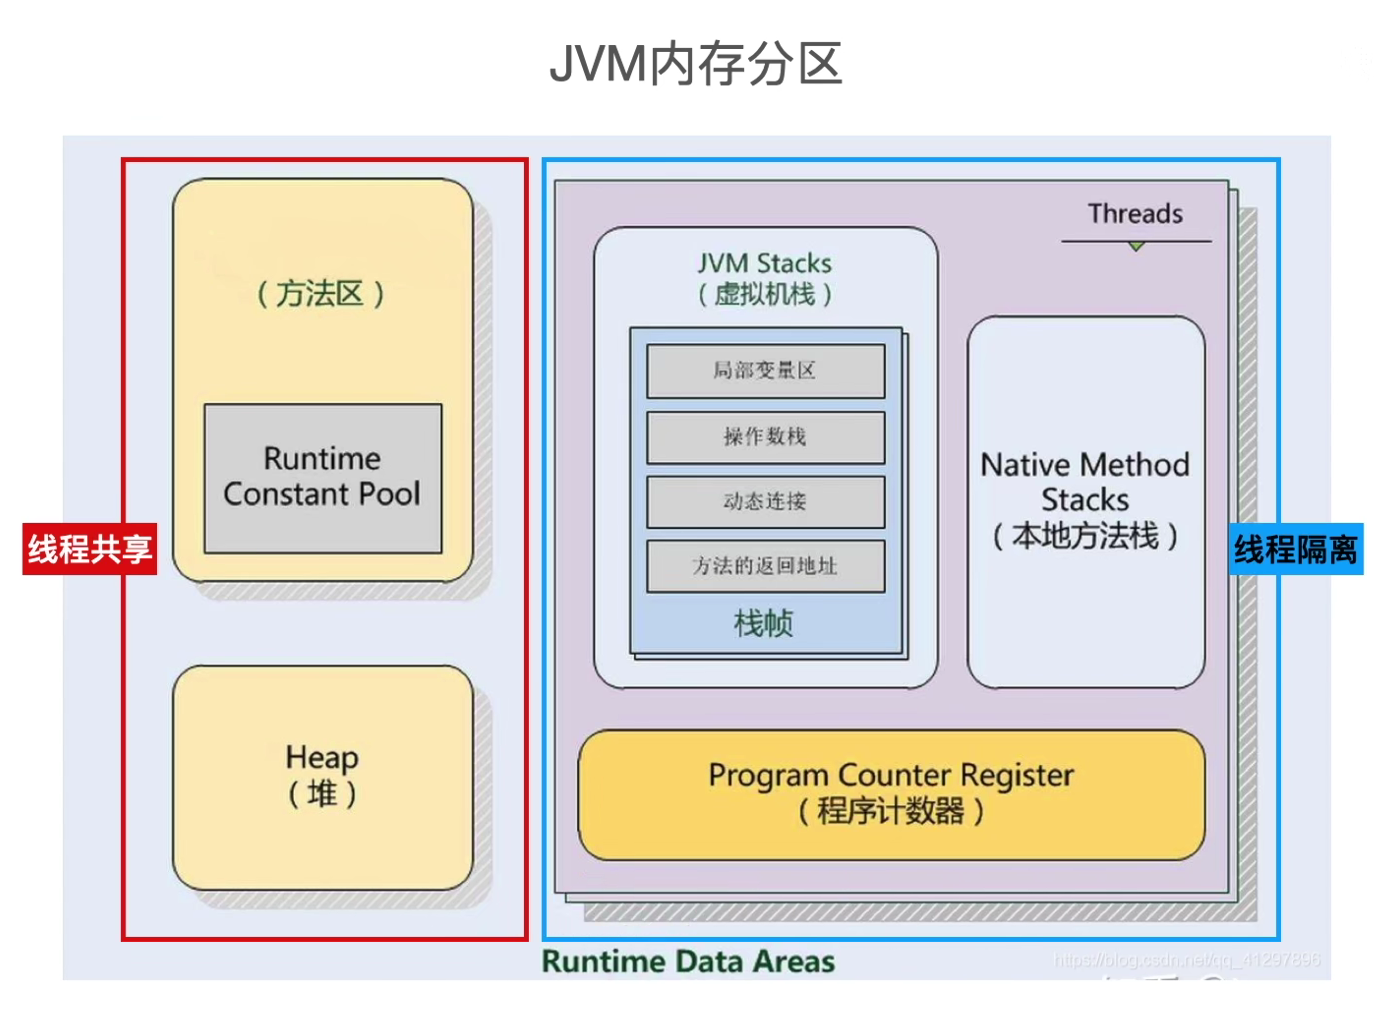 JVM内存分区
（方法区）
Runtime
Constant Pool
线程共享
Heap
（堆）
Threads
JVM Stacks
（虚拟机栈）
局部变量区
操作数栈
动态连接
方法的返回地址
栈帧
Native Method
Stacks
（本地方法栈）
线程隔离
Program Counter Register
（程序计数器）
Runtime Data Areas
https://blog.csdn.net/qq_41297896